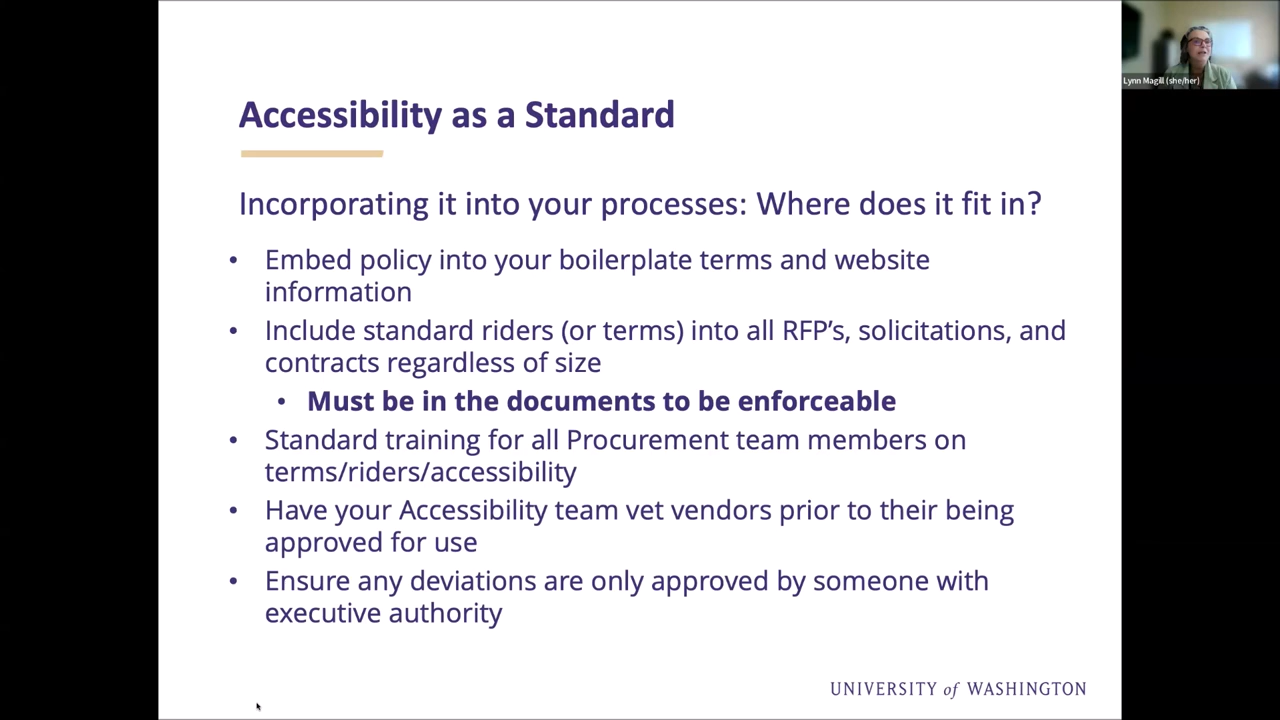 Accessibility as a Standard
Incorporating it into your processes: Where does it fit in?
• Embed policy into your boilerplate terms and website
information
• Include standard riders (or terms) into all RFP’s, solicitations, and
contracts regardless of size
• Must be in the documents to be enforceable
• Standard training for all Procurement team members on
terms/riders/accessibility
• Have your Accessibility team vet vendors prior to their being
approved for use
• Ensure any deviations are only approved by someone with
executive authority
UNIVERSITY of WASHINGTON
Lynn Magill (she/her)